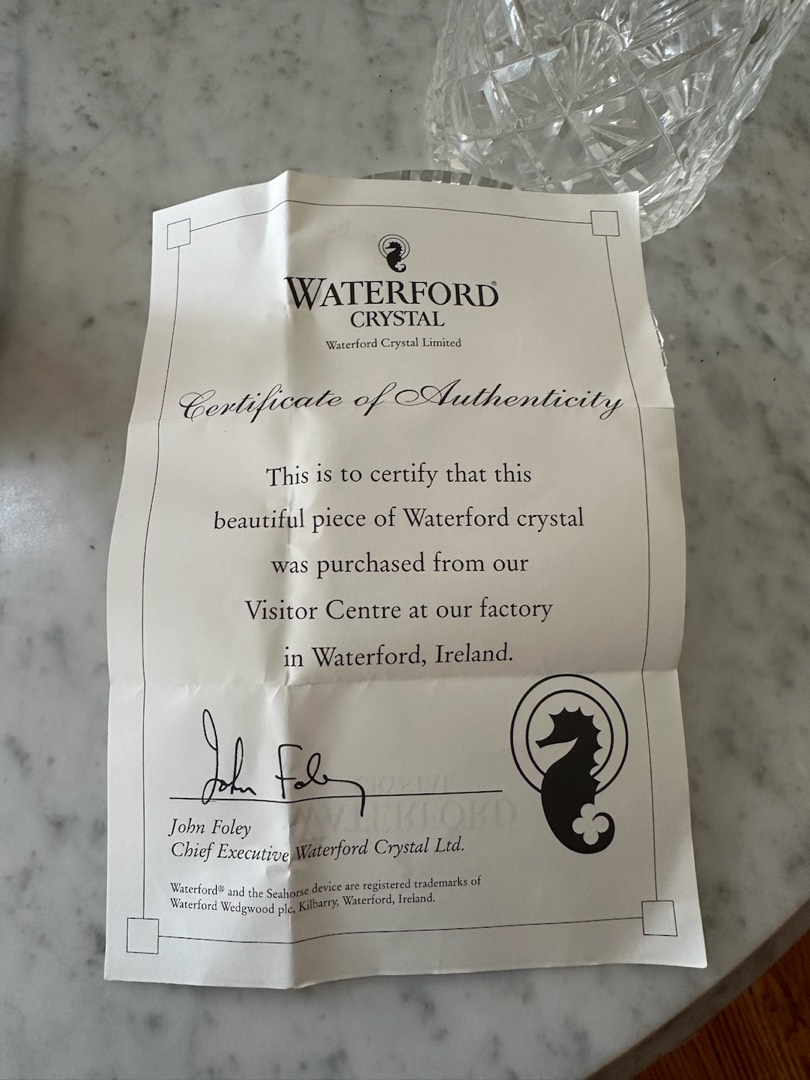 WATERFORD®
CRYSTAL
Waterford Crystal Limited
Certificate of Authenticity
This is to certify that this
beautiful piece of Waterford crystal
was purchased from our
Visitor Centre at our factory
in Waterford, Ireland.
John Foley
John Foley
Chief Executive Waterford Crystal Ltd.
Waterford® and the Seahorse device are registered trademarks of
Waterford Wedgwood plc, Kilbarry, Waterford, Ireland.